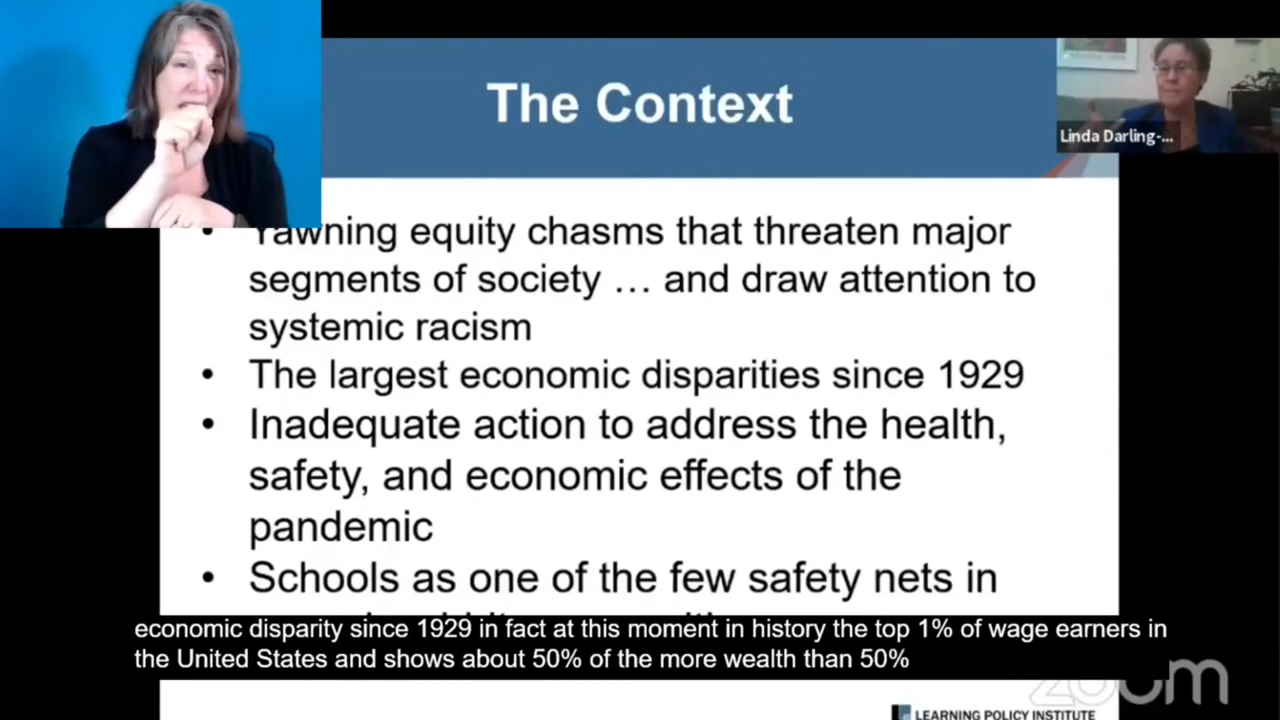 The Context
Linda Darling-...
• Yawning equity chasms that threaten major
segments of society … and draw attention to
systemic racism
• The largest economic disparities since 1929
• Inadequate action to address the health,
safety, and economic effects of the
pandemic
• Schools as one of the few safety nets in
economic disparity since 1929 in fact at this moment in history the top 1% of wage earners in
the United States and shows about 50% of the more wealth than 50%
zoom
LEARNING POLICY INSTITUTE